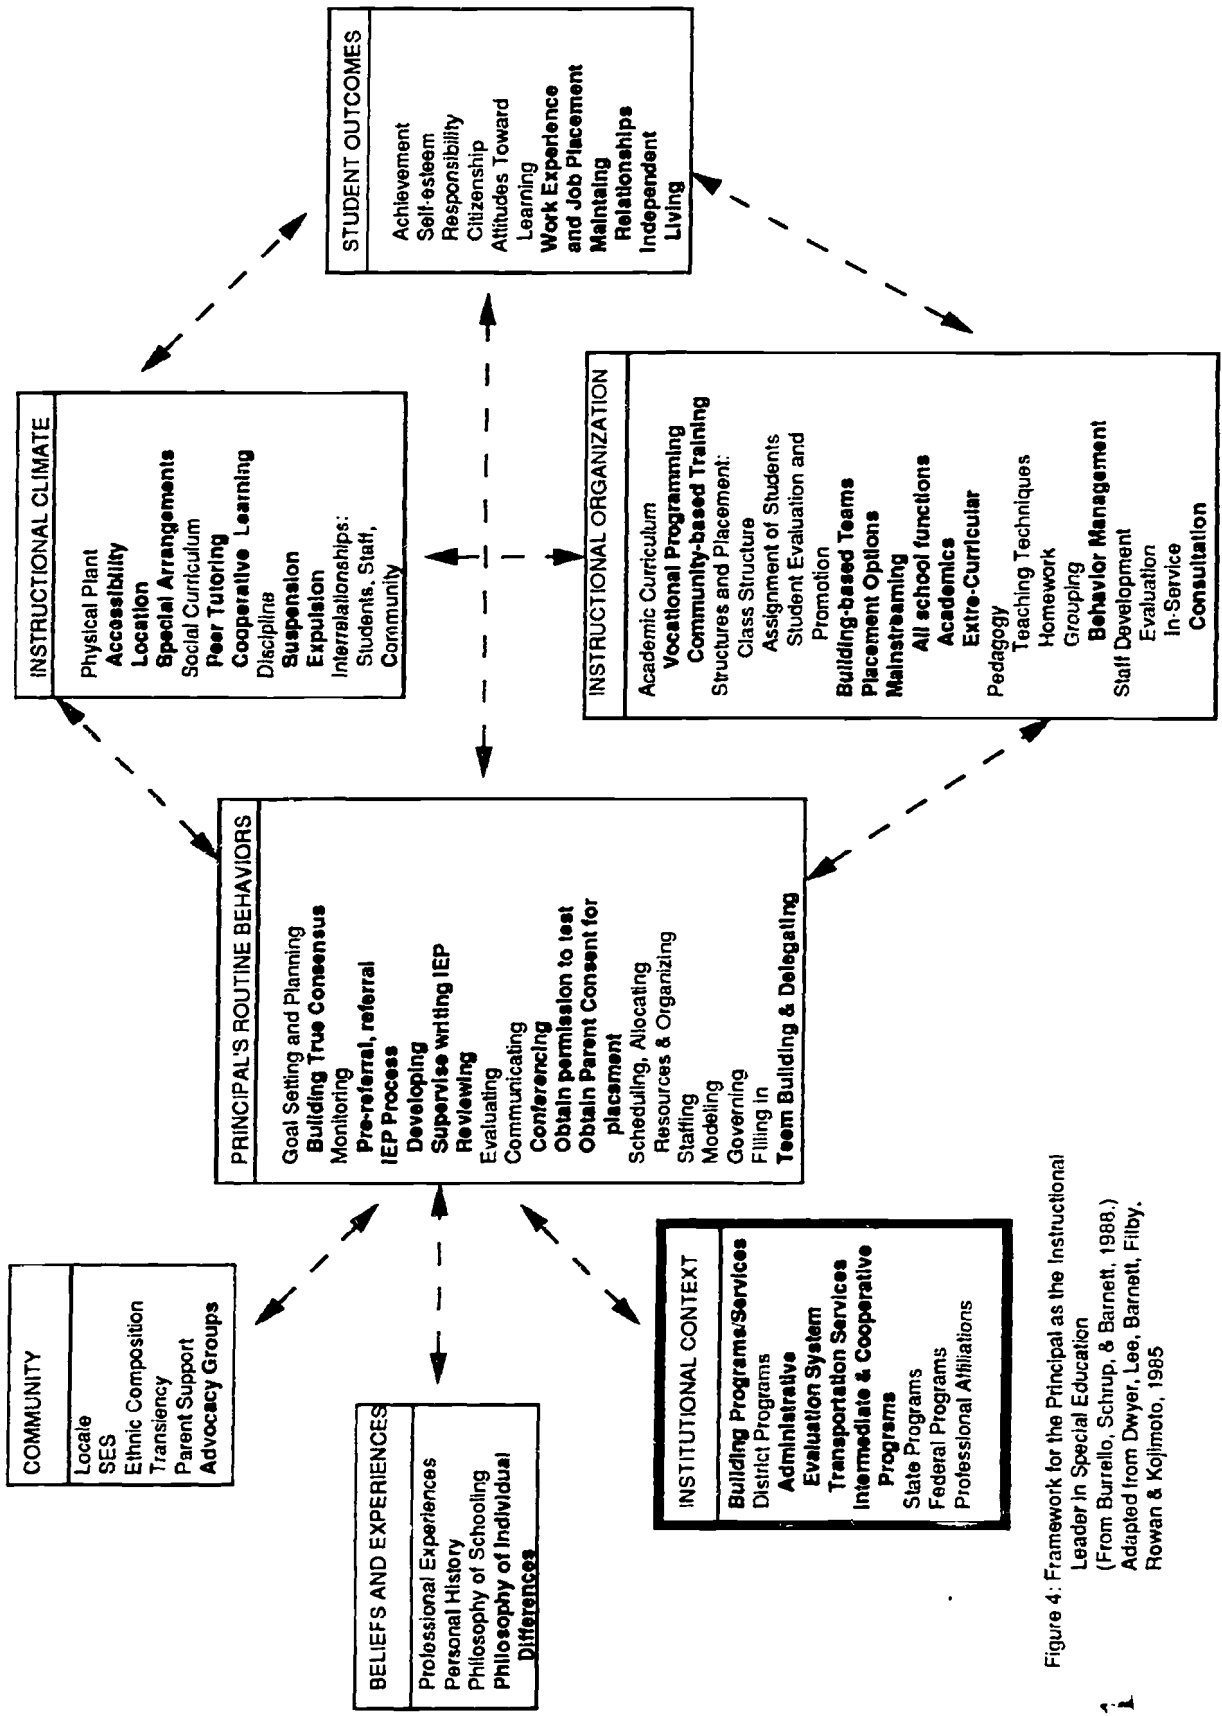 COMMUNITY
Locale
SES
Ethnic Composition
Transiency
Parent Support
Advocacy Groups
BELIEFS AND EXPERIENCES
Professional Experiences
Personal History
Philosophy of Schooling
Philosophy of Individual
Differences
INSTITUTIONAL CONTEXT
Building Programs/Services
District Programs
Administrative
Evaluation System
Transportation Services
Intermediate & Cooperative
Programs
State Programs
Federal Programs
Professional Affiliations
PRINCIPAL'S ROUTINE BEHAVIORS
Goal Setting and Planning
Building True Consensus
Monitoring
Pre-referral, referral
IEP Process
Developing
Supervise writing IEP
Reviewing
Evaluating
Communicating
Conferencing
Obtain permission to test
Obtain Parent Consent for
placement
Scheduling, Allocating
Resources & Organizing
Staffing
Modeling
Governing
Filling in
Teem Building & Delegating
INSTRUCTIONAL CLIMATE
Physical Plant
Accessibility
Location
Special Arrangements
Social Curriculum
Peer Tutoring
Cooperative Learning
Discipline
Suspension
Expulsion
Interrelationships:
Students, Staff,
Community
INSTRUCTIONAL ORGANIZATION
Academic Curriculum
Vocational Programming
Community-based Training
Structures and Placement:
Class Structure
Assignment of Students
Student Evaluation and
Promotion
Building-based Teams
Placement Options
Mainstreaming
All school functions
Academics
Extre-Curricular
Pedagogy
Teaching Techniques
Homework
Grouping
Behavior Management
Staff Development
Evaluation
In-Service
Consultation
STUDENT OUTCOMES
Achievement
Self-esteem
Responsibility
Citizenship
Attitudes Toward
Learning
Work Experience
and Job Placement
Maintaing
Relationships
Independent
Living
Figure 4: Framework for the Principal as the Instructional
Leader in Special Education
(From Burrello, Schrup, & Barnett, 1988.)
Adapted from Dwyer, Lee, Barnett, Filby,
Rowan & Kojimoto, 1985